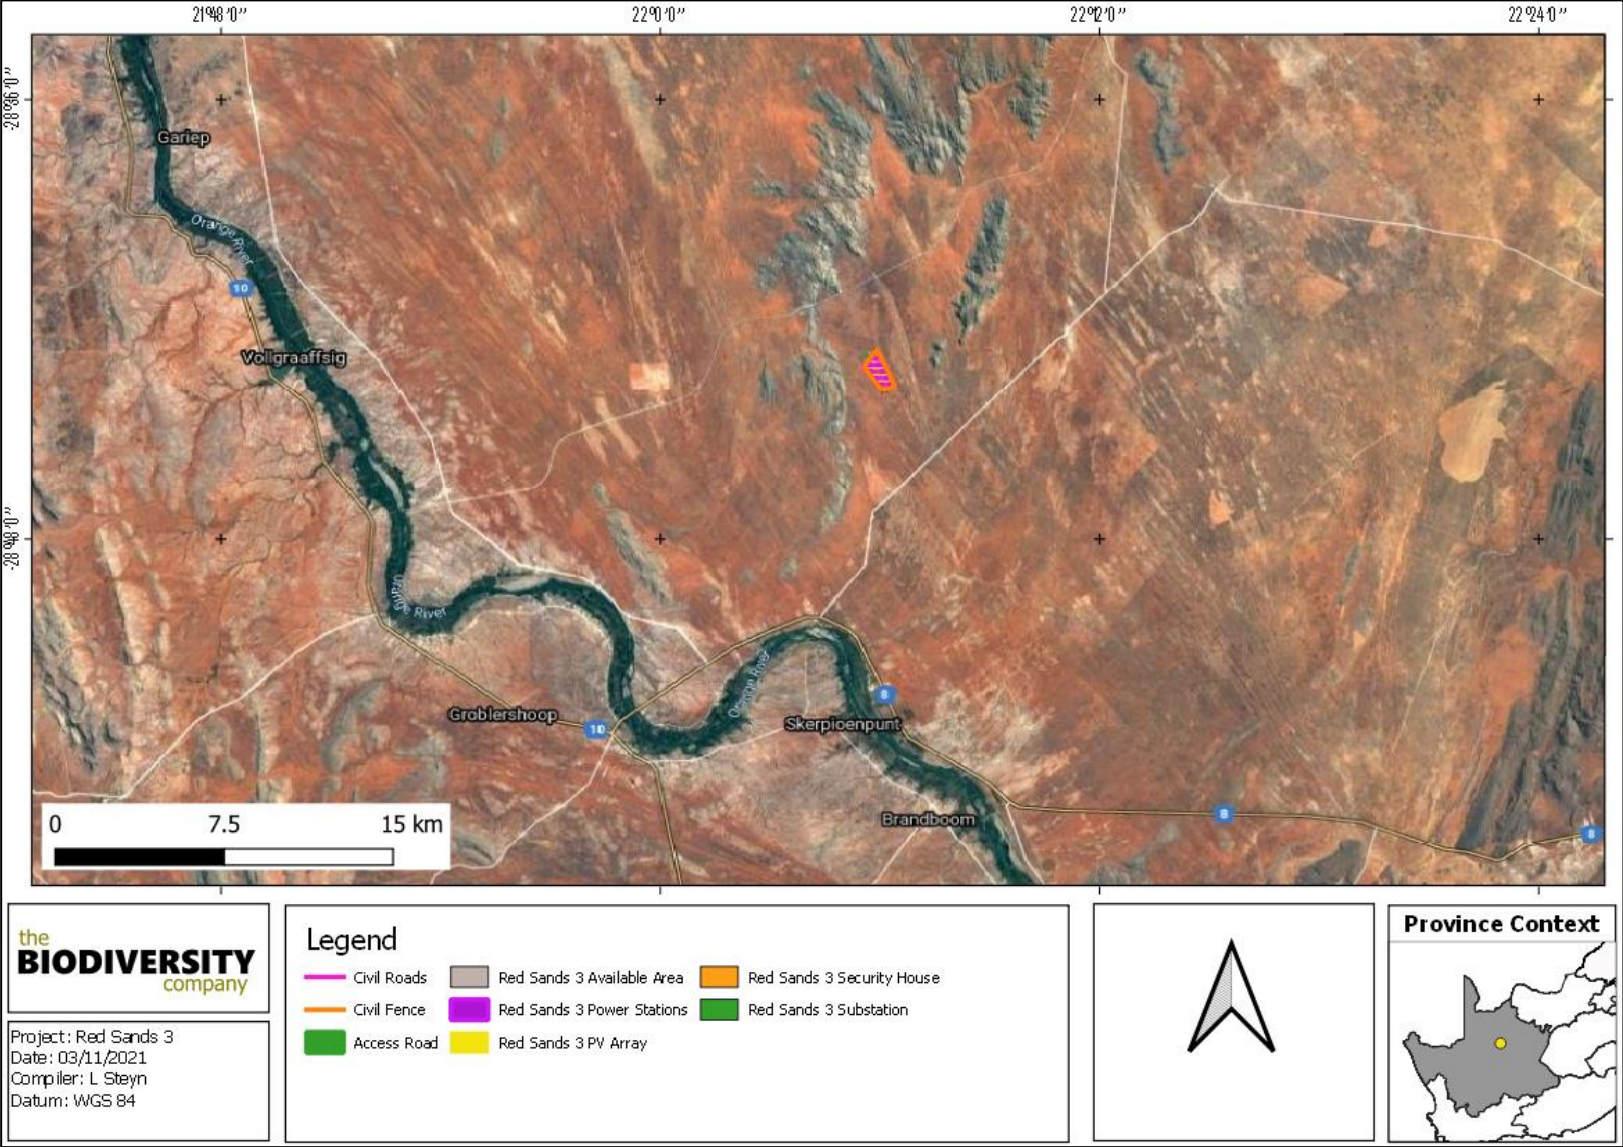 21°48'0" 22°0'0" 22°12'0" 22°24'0"
-28°36'0"
Gariep
Orange River
10
Vollgraaffsig
-28°48'0"
Orange River
Orange River
8
Groblershoop
10
Skerpioenpunt
Brandboom
8
8
0 7.5 15 km
the
BIODIVERSITY
company
Project: Red Sands 3
Date: 03/11/2021
Compiler: L Steyn
Datum: WGS 84
Legend
Civil Roads
Civil Fence
Access Road
Red Sands 3 Available Area
Red Sands 3 Power Stations
Red Sands 3 PV Array
Red Sands 3 Security House
Red Sands 3 Substation
Province Context